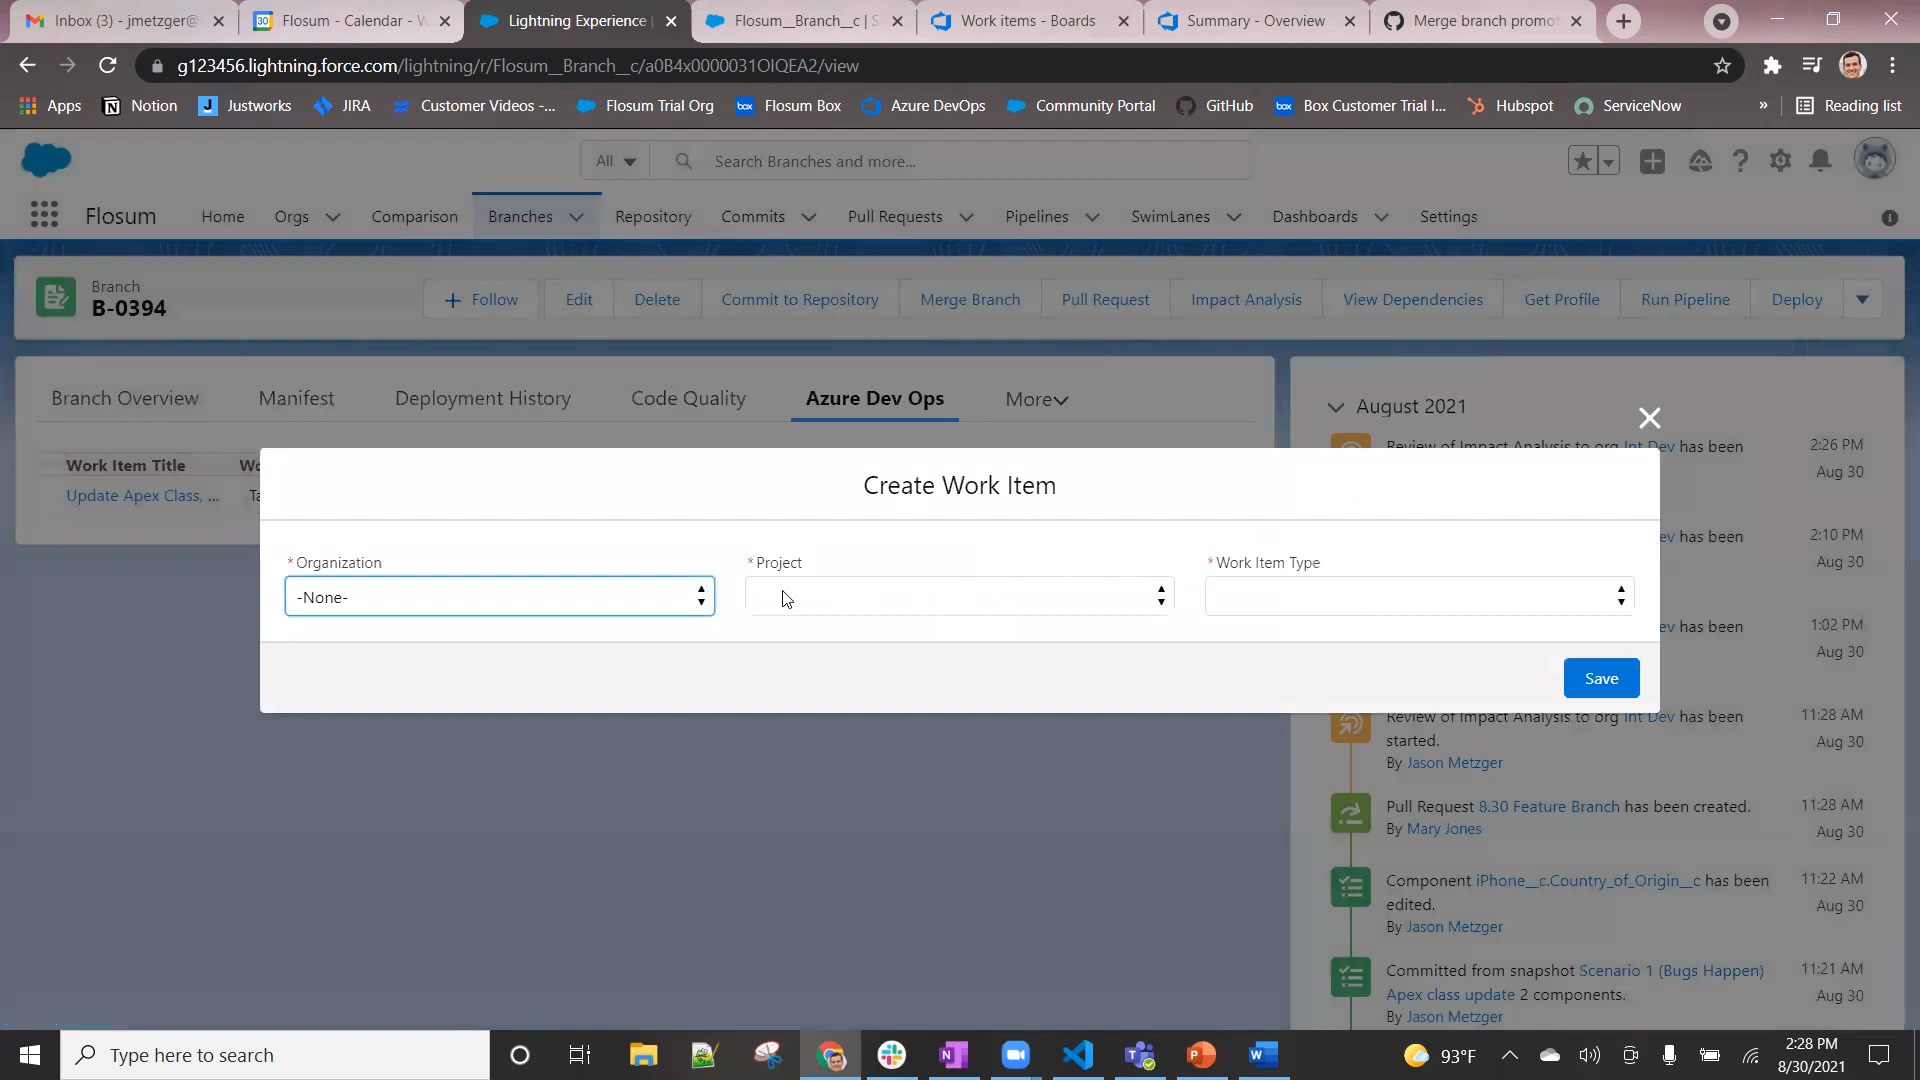 Inbox (3) - jmetzger@
Flosum - Calendar - W
Lightning Experience |
Flosum__Branch__c | S
Work items - Boards
Summary - Overview
Merge branch promot
g123456.lightning.force.com/lightning/r/Flosum__Branch__c/a0B4x0000031OIQEA2/view
Apps
Notion
Justworks
JIRA
Customer Videos -...
Flosum Trial Org
Flosum Box
Azure DevOps
Community Portal
GitHub
Box Customer Trial I...
Hubspot
ServiceNow
»
Reading list
All
Search Branches and more...
Flosum
Home
Orgs
Comparison
Branches
Repository
Commits
Pull Requests
Pipelines
SwimLanes
Dashboards
Settings
Branch
B-0394
+ Follow
Edit
Delete
Commit to Repository
Merge Branch
Pull Request
Impact Analysis
View Dependencies
Get Profile
Run Pipeline
Deploy
Branch Overview
Manifest
Deployment History
Code Quality
Azure Dev Ops
More
Work Item Title
Wo
Update Apex Class, ...
Ta
August 2021
Review of Impact Analysis to org Int Dev has been
2:26 PM
Aug 30
ev has been
2:10 PM
Aug 30
ev has been
1:02 PM
Aug 30
Review of Impact Analysis to org Int Dev has been
started.
By Jason Metzger
11:28 AM
Aug 30
Pull Request 8.30 Feature Branch has been created.
By Mary Jones
11:28 AM
Aug 30
Component iPhone__c.Country_of_Origin__c has been
edited.
By Jason Metzger
11:22 AM
Aug 30
Committed from snapshot Scenario 1 (Bugs Happen)
Apex class update 2 components.
By Jason Metzger
11:21 AM
Aug 30
Create Work Item
* Organization
-None-
* Project
* Work Item Type
Save
Type here to search
93°F
2:28 PM
8/30/2021